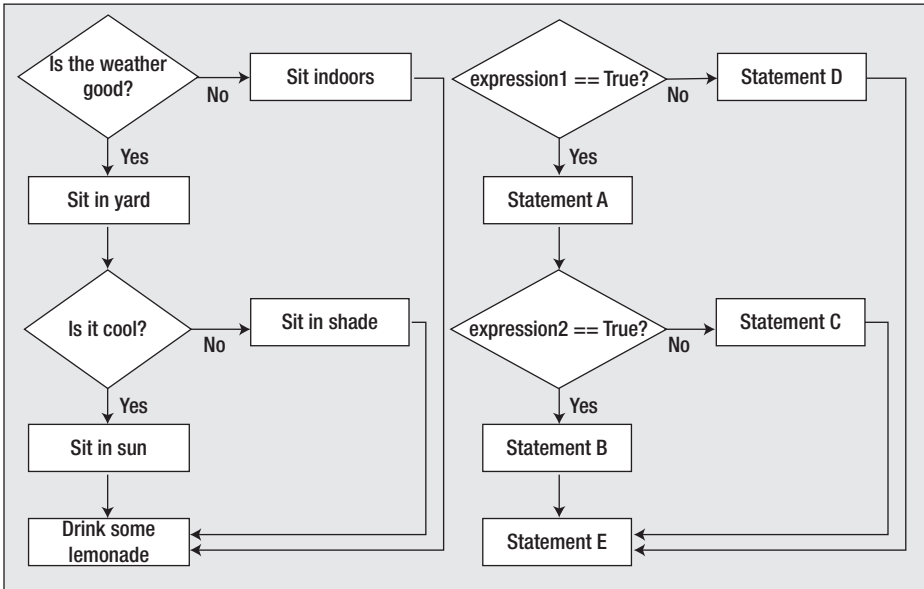 Is the weather
good?
No
Sit indoors
Yes
Sit in yard
Is it cool?
No
Sit in shade
Yes
Sit in sun
Drink some
lemonade
expression1 == True?
No
Statement D
Yes
Statement A
expression2 == True?
No
Statement C
Yes
Statement B
Statement E